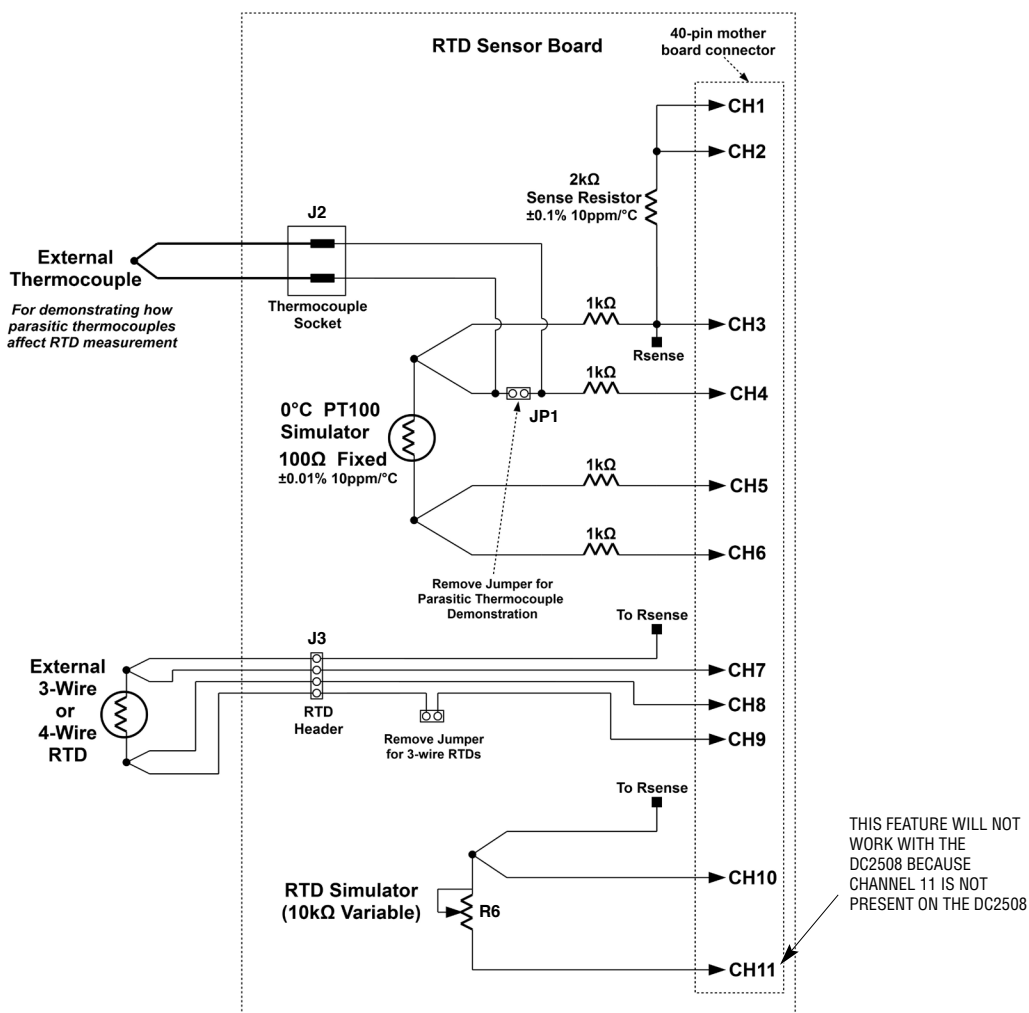 RTD Sensor Board
40-pin mother
board connector
CH1
CH2
2kΩ
Sense Resistor
±0.1% 10ppm/°C
J2
External
Thermocouple
For demonstrating how
parasitic thermocouples
affect RTD measurement
Thermocouple
Socket
1kΩ
CH3
Rsense
1kΩ
CH4
JP1
0°C PT100
Simulator
100Ω Fixed
±0.01% 10ppm/°C
1kΩ
CH5
1kΩ
CH6
Remove Jumper for
Parasitic Thermocouple
Demonstration
To Rsense
J3
External
3-Wire
or
4-Wire
RTD
CH7
CH8
CH9
RTD
Header
Remove Jumper
for 3-wire RTDs
To Rsense
RTD Simulator
(10kΩ Variable)
R6
CH10
CH11
THIS FEATURE WILL NOT
WORK WITH THE
DC2508 BECAUSE
CHANNEL 11 IS NOT
PRESENT ON THE DC2508